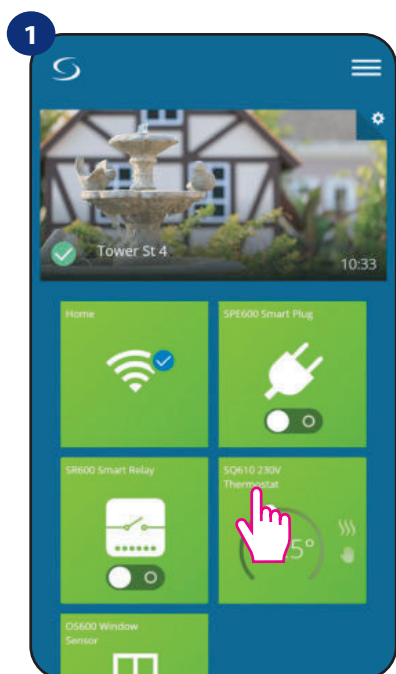 1
Tower St 4
10:33
Home
SPE600 Smart Plug
SR600 Smart Relay
SQ610 230V
Thermostat
5°
OS600 Window
Sensor